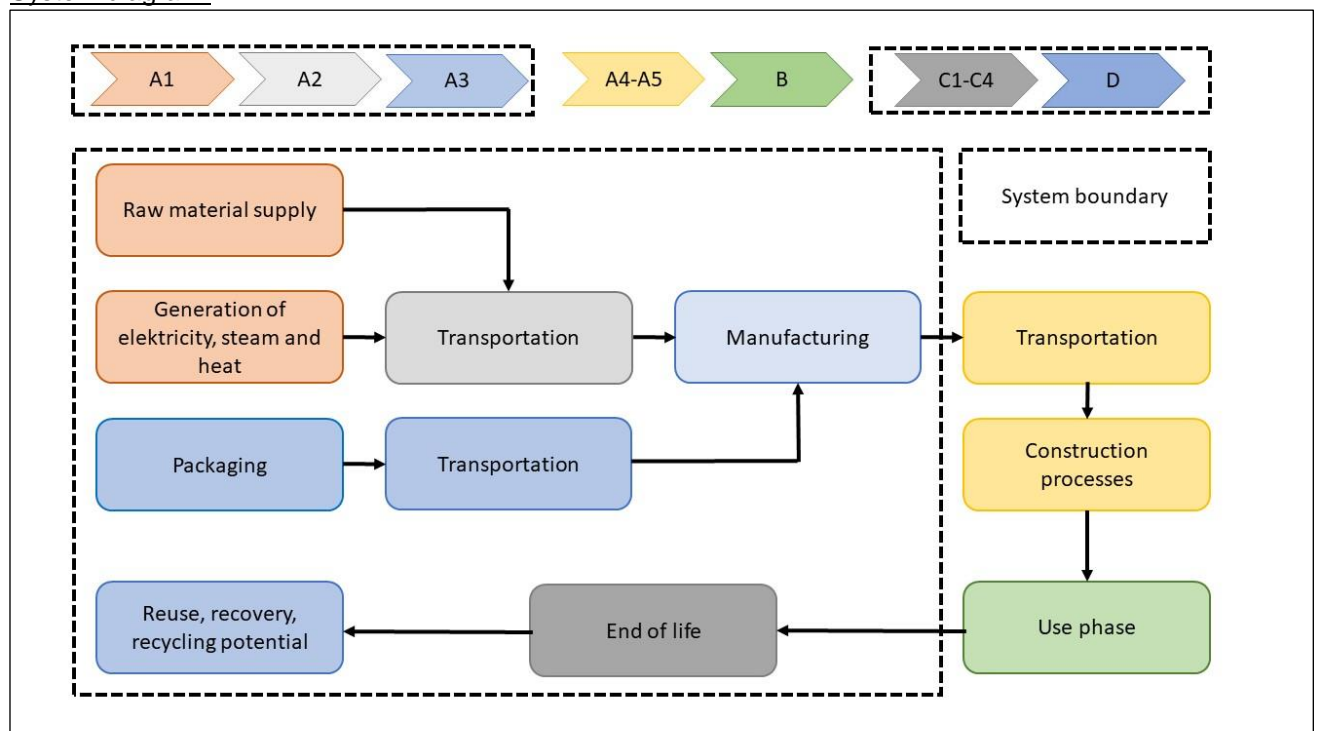 A1
A2
A3
A4-A5
B
C1-C4
D
Raw material supply
System boundary
Generation of
elektricity, steam and
heat
Transportation
Manufacturing
Transportation
Packaging
Transportation
Construction
processes
Reuse, recovery,
recycling potential
End of life
Use phase